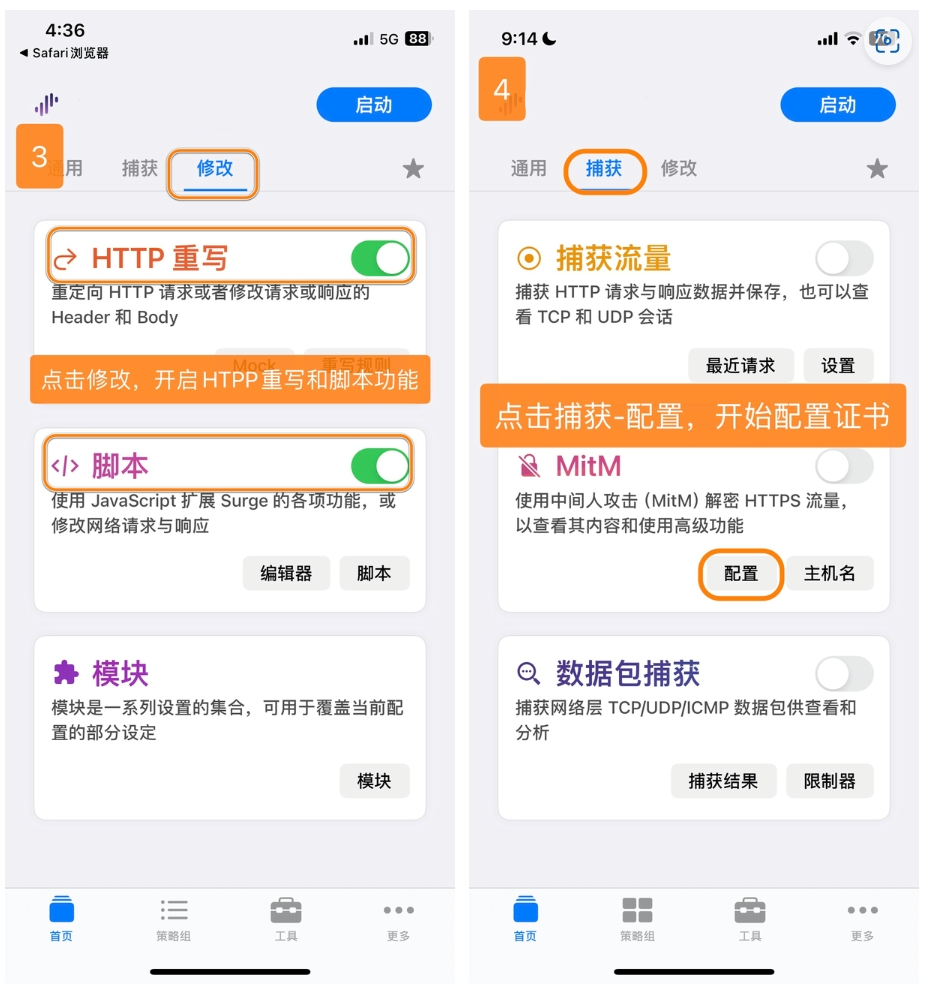 4:36
◀ Safari浏览器
5G 88
启动
3
通用
捕获
修改
HTTP 重写
重定向 HTTP 请求或者修改请求或响应的
Header 和 Body
Mock
重写规则
点击修改，开启HTPP重写和脚本功能
脚本
使用 JavaScript 扩展 Surge 的各项功能，或
修改网络请求与响应
编辑器
脚本
模块
模块是一系列设置的集合，可用于覆盖当前配
置的部分设定
模块
首页
策略组
工具
更多
9:14
76
4
启动
通用
捕获
修改
捕获流量
捕获 HTTP 请求与响应数据并保存，也可以查
看 TCP 和 UDP 会话
最近请求
设置
点击捕获-配置，开始配置证书
MitM
使用中间人攻击（MitM）解密 HTTPS 流量，
以查看其内容和使用高级功能
配置
主机名
数据包捕获
捕获网络层 TCP/UDP/ICMP 数据包供查看和
分析
捕获结果
限制器
首页
策略组
工具
更多